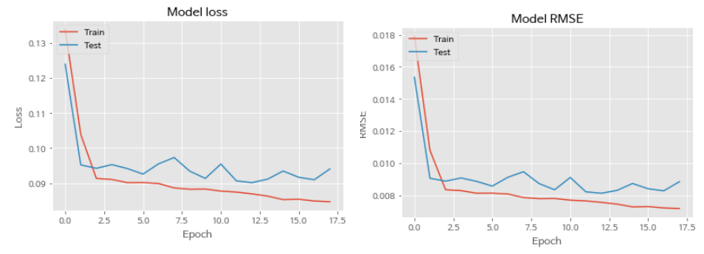 Model loss
Train
Test
0.13
0.12
0.11
0.10
0.09
Loss
0.0
2.5
5.0
7.5
10.0
12.5
15.0
17.5
Epoch
Model RMSE
Train
Test
0.018
0.016
0.014
0.012
0.010
0.008
RMSE
0.0
2.5
5.0
7.5
10.0
12.5
15.0
17.5
Epoch